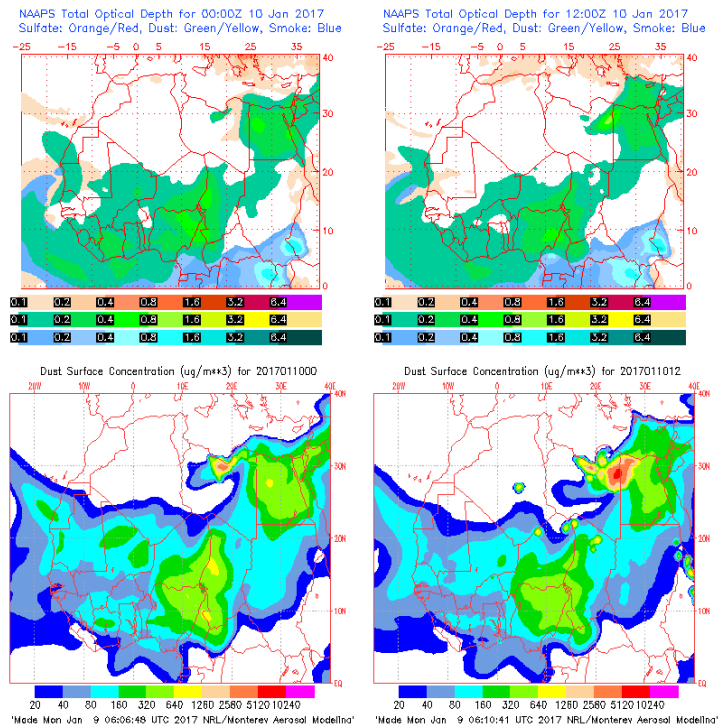 NAAPS Total Optical Depth for 00:00Z 10 Jan 2017
Sulfate: Orange/Red, Dust: Green/Yellow, Smoke: Blue
-25 -15 -5 5 15 25 35 40
40
30
20
10
0
0.1 0.2 0.4 0.8 1.6 3.2 6.4
0.1 0.2 0.4 0.8 1.6 3.2 6.4
0.1 0.2 0.4 0.8 1.6 3.2 6.4
NAAPS Total Optical Depth for 12:00Z 10 Jan 2017
Sulfate: Orange/Red, Dust: Green/Yellow, Smoke: Blue
-25 -15 -5 5 15 25 35 40
40
30
20
10
0
0.1 0.2 0.4 0.8 1.6 3.2 6.4
0.1 0.2 0.4 0.8 1.6 3.2 6.4
0.1 0.2 0.4 0.8 1.6 3.2 6.4
Dust Surface Concentration (ug/m**3) for 2017011000
20W 10W 0 10E 20E 30E 40E
40N
30N
20N
10N
EQ
20 40 80 160 320 640 1280 2560 5120 10240
'Made Mon Jan 9 06:06:48 UTC 2017 NRL/Monterey Aerosol Modeling'
Dust Surface Concentration (ug/m**3) for 2017011012
20W 10W 0 10E 20E 30E 40E
40N
30N
20N
10N
EQ
20 40 80 160 320 640 1280 2560 5120 10240
'Made Mon Jan 9 06:10:41 UTC 2017 NRL/Monterey Aerosol Modeling'